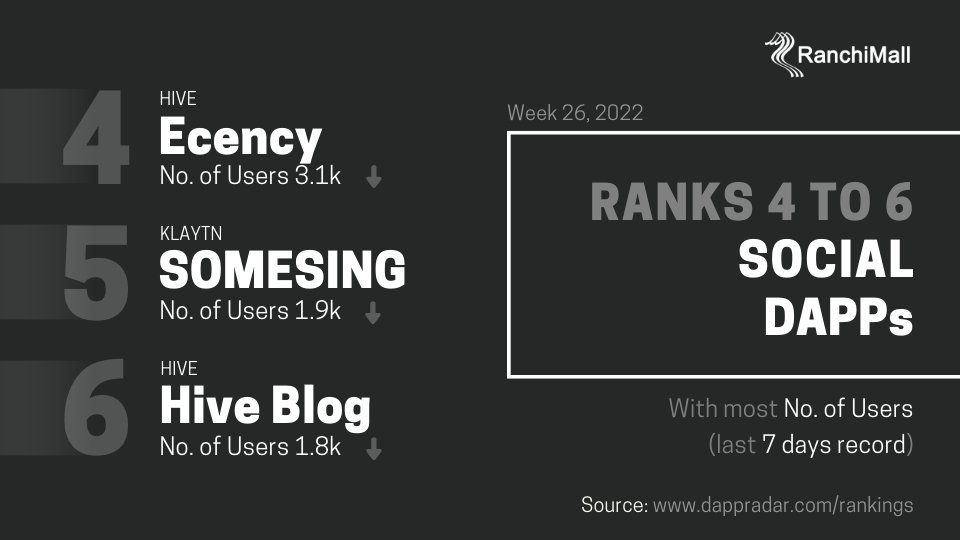 RanchiMall
4
HIVE
Ecency
No. of Users 3.1k
5
KLAYTN
SOMESING
No. of Users 1.9k
6
HIVE
Hive Blog
No. of Users 1.8k
Week 26, 2022
RANKS 4 TO 6
SOCIAL
DAPPs
With most No. of Users
(last 7 days record)
Source: www.dappradar.com/rankings